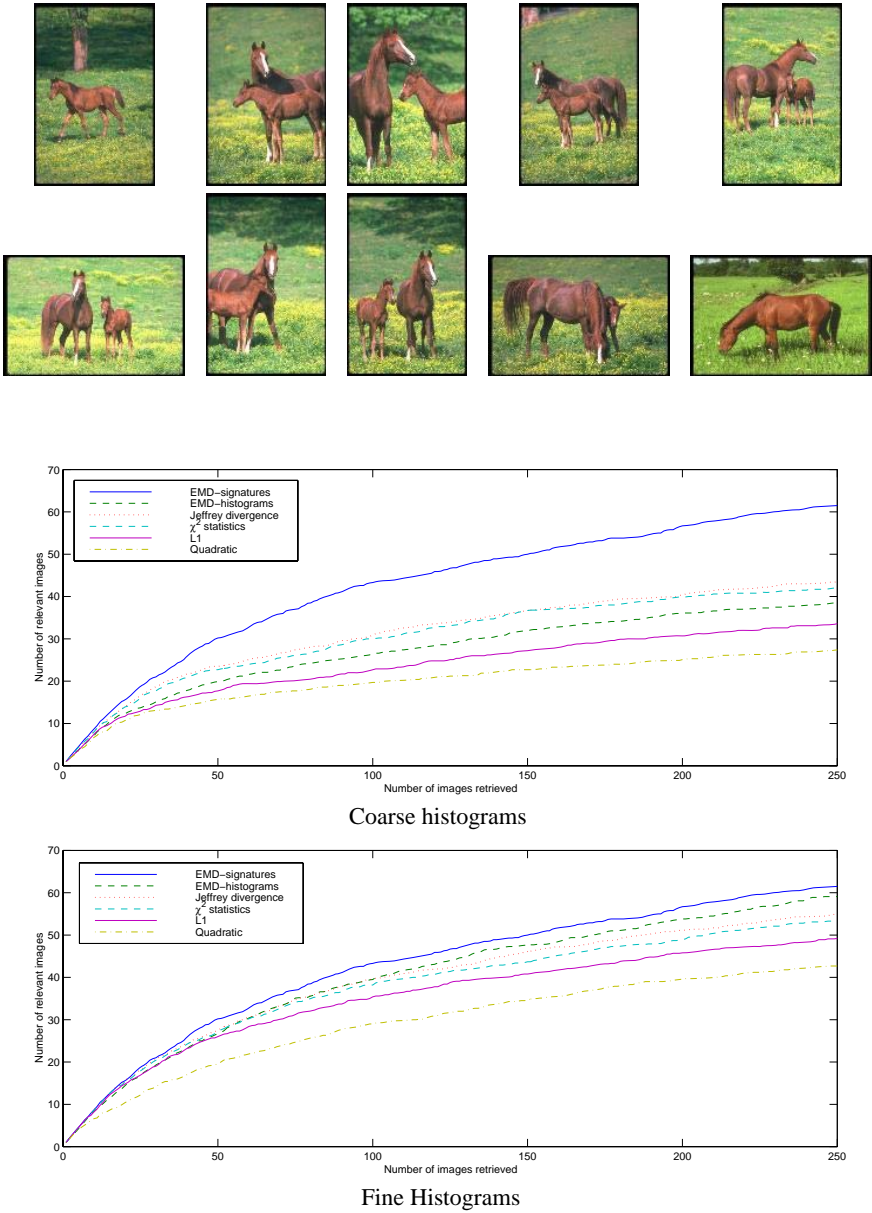 70
60
50
40
30
20
10
0
Number of relevant images
EMD−signatures
EMD−histograms
Jeffrey divergence
χ² statistics
L1
Quadratic
0 50 100 150 200 250
Number of images retrieved
Coarse histograms
70
60
50
40
30
20
10
0
Number of relevant images
EMD−signatures
EMD−histograms
Jeffrey divergence
χ² statistics
L1
Quadratic
0 50 100 150 200 250
Number of images retrieved
Fine Histograms